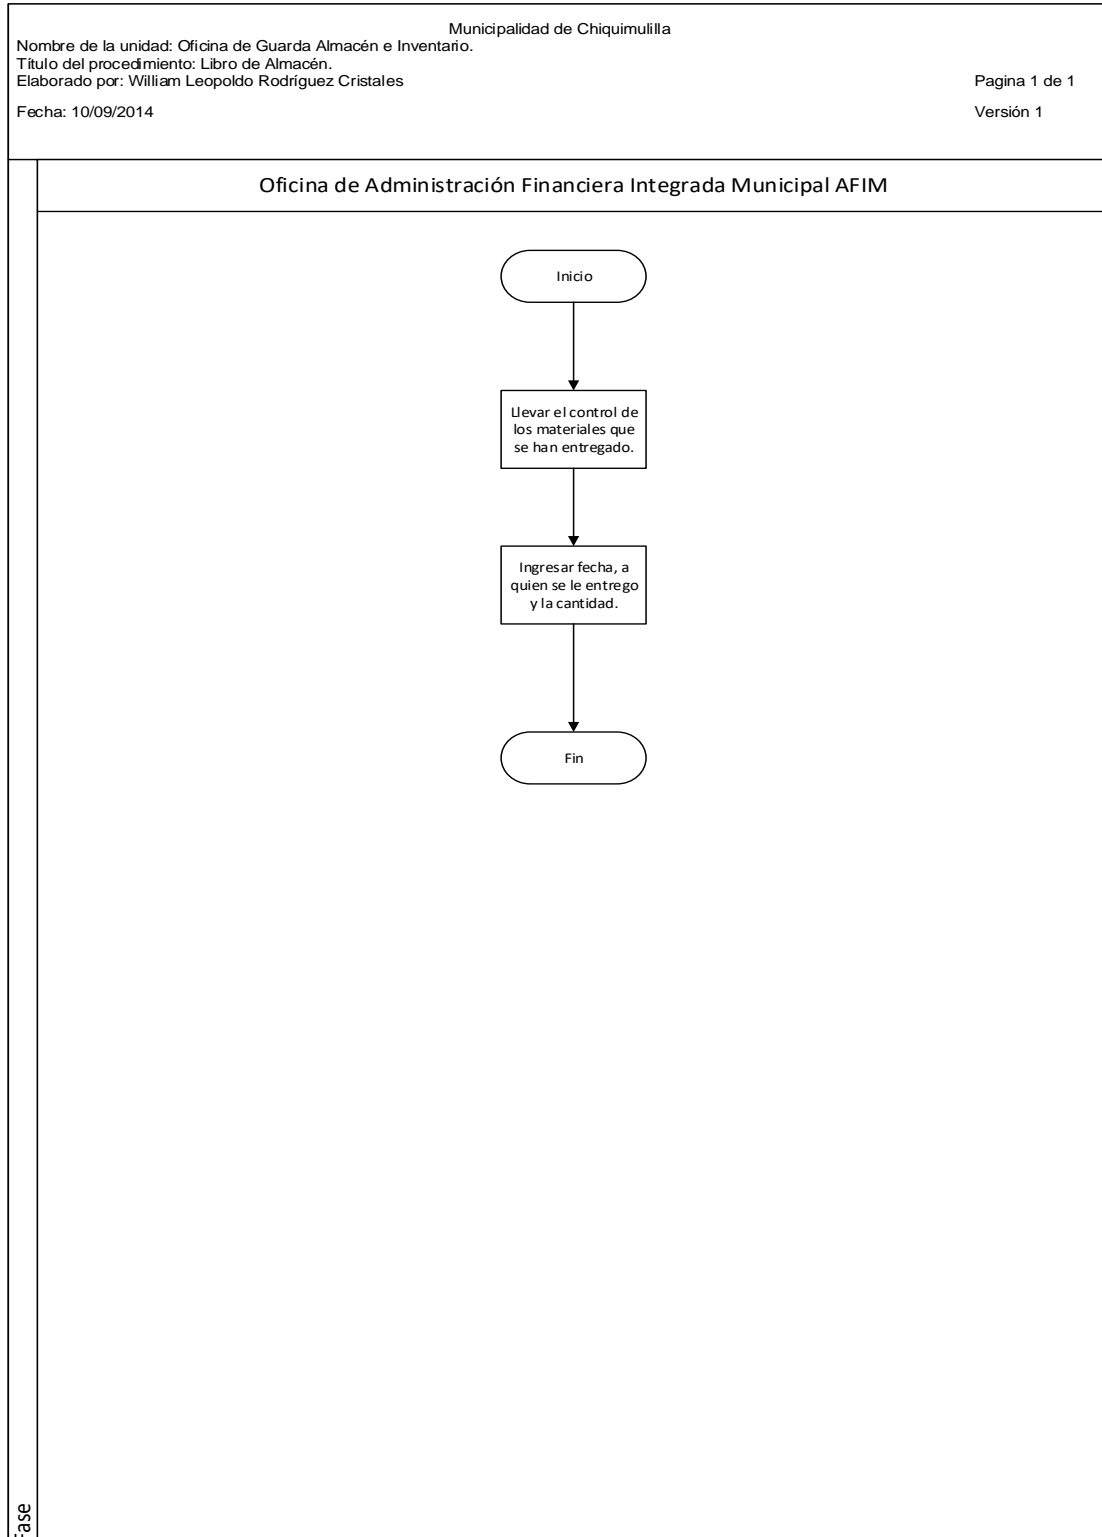 Municipalidad de Chiquimulilla
Nombre de la unidad: Oficina de Guarda Almacén e Inventario.
Título del procedimiento: Libro de Almacén.
Elaborado por: William Leopoldo Rodríguez Cristales
Pagina 1 de 1
Fecha: 10/09/2014
Versión 1
Oficina de Administración Financiera Integrada Municipal AFIM
Inicio
Llevar el control de
los materiales que
se han entregado.
Ingresar fecha, a
quien se le entrego
y la cantidad.
Fin
Fase